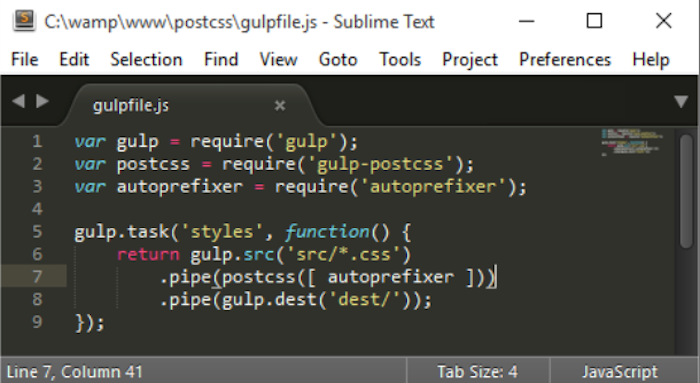 C:\wamp\www\postcss\gulpfile.js - Sublime Text
File Edit Selection Find View Goto Tools Project Preferences Help
gulpfile.js
1 var gulp = require('gulp');
2 var postcss = require('gulp-postcss');
3 var autoprefixer = require('autoprefixer');
4
5 gulp.task('styles', function() {
6     return gulp.src('src/*.css')
7         .pipe(postcss([ autoprefixer ]))
8         .pipe(gulp.dest('dest/'));
9 });
Line 7, Column 41 Tab Size: 4 JavaScript